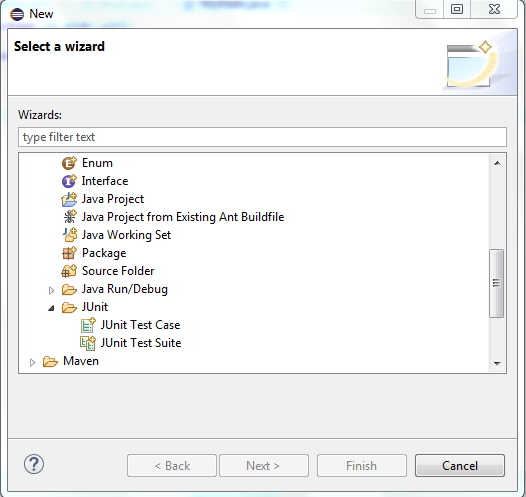 New
Select a wizard
Wizards:
type filter text
Enum
Interface
Java Project
Java Project from Existing Ant Buildfile
Java Working Set
Package
Source Folder
Java Run/Debug
JUnit
JUnit Test Case
JUnit Test Suite
Maven
< Back
Next >
Finish
Cancel